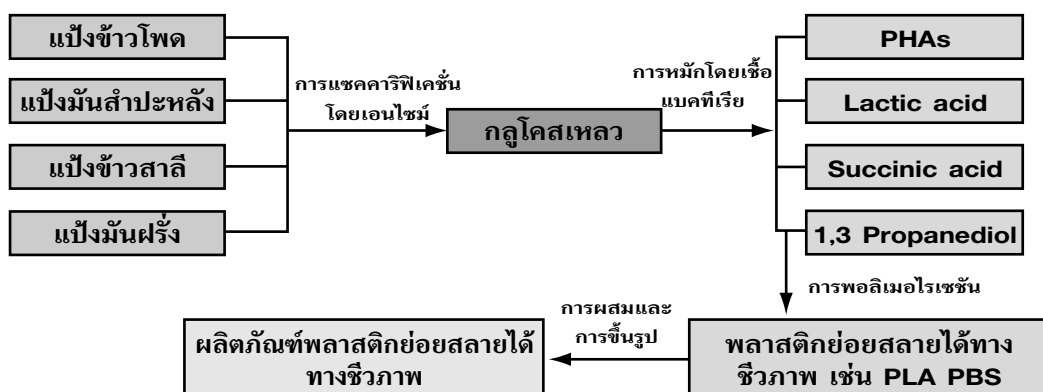 แป้งข้าวโพด
แป้งมันสำปะหลัง
แป้งข้าวสาลี
แป้งมันฝรั่ง
การแซคคาริฟิเคชั่น
โดยเอนไซม์
กลูโคสเหลว
การหมักโดยเชื้อ
แบคทีเรีย
PHAs
Lactic acid
Succinic acid
1,3 Propanediol
การพอลิเมอไรเซชัน
พลาสติกย่อยสลายได้ทาง
ชีวภาพ เช่น PLA PBS
การผสมและ
การขึ้นรูป
ผลิตภัณฑ์พลาสติกย่อยสลายได้
ทางชีวภาพ